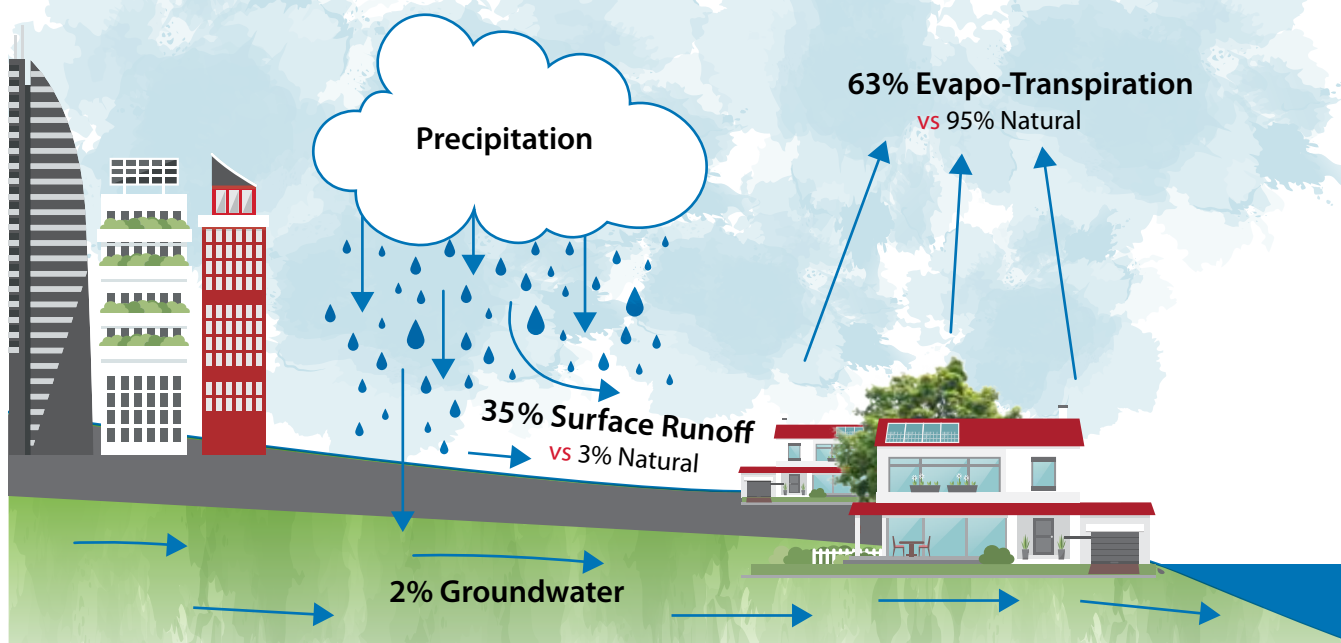 Precipitation
63% Evapo-Transpiration
vs 95% Natural
35% Surface Runoff
vs 3% Natural
2% Groundwater